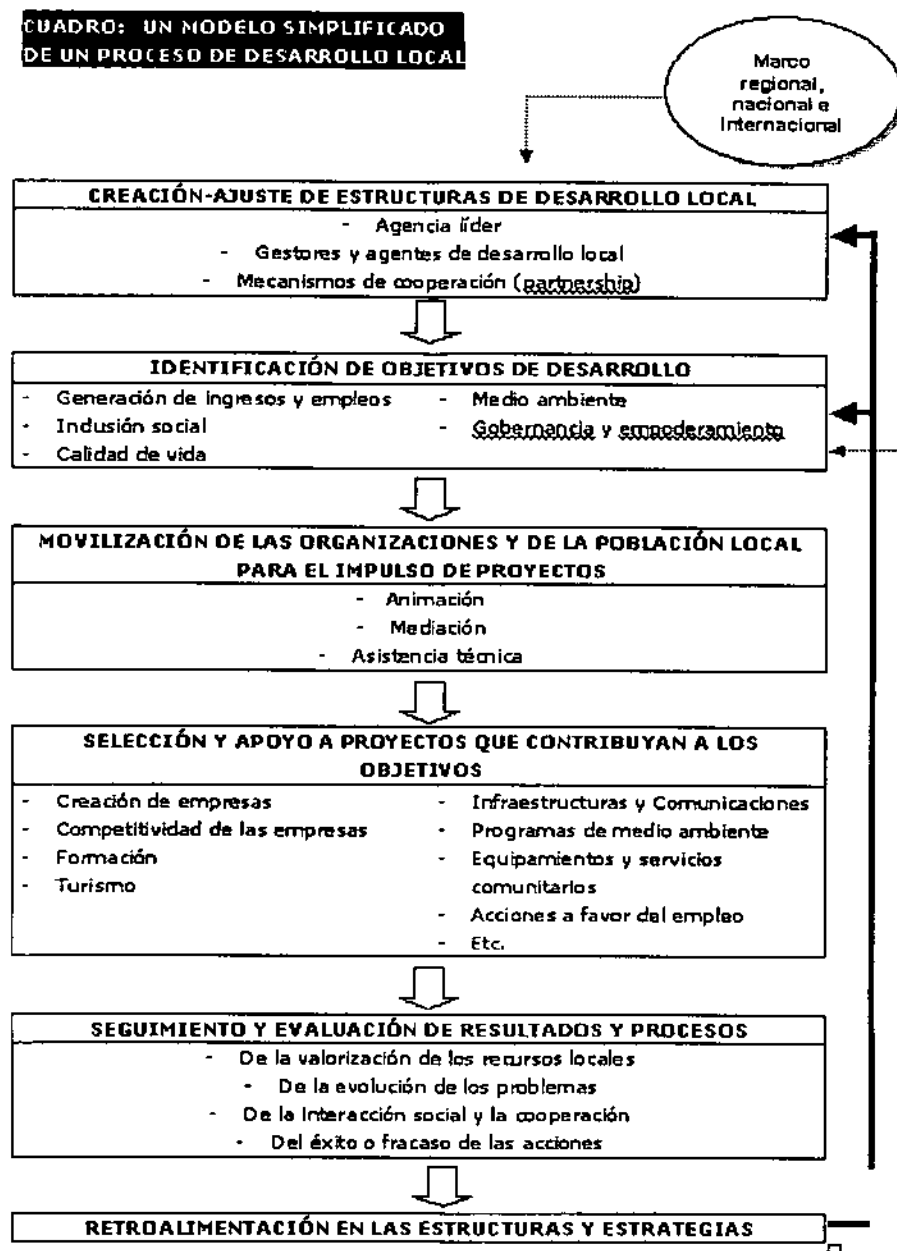 CUADRO: UN MODELO SIMPLIFICADO
DE UN PROCESO DE DESARROLLO LOCAL
Marco
regional,
nacional e
Internacional
CREACIÓN-AJUSTE DE ESTRUCTURAS DE DESARROLLO LOCAL
- Agencia líder
- Gestores y agentes de desarrollo local
- Mecanismos de cooperación (partnership)
IDENTIFICACIÓN DE OBJETIVOS DE DESARROLLO
- Generación de ingresos y empleos
- Inclusión social
- Calidad de vida
- Medio ambiente
- Gobernancia y empoderamiento
MOVILIZACIÓN DE LAS ORGANIZACIONES Y DE LA POBLACIÓN LOCAL
PARA EL IMPULSO DE PROYECTOS
- Animación
- Mediación
- Asistencia técnica
SELECCIÓN Y APOYO A PROYECTOS QUE CONTRIBUYAN A LOS
OBJETIVOS
- Creación de empresas
- Competitividad de las empresas
- Formación
- Turismo
- Infraestructuras y Comunicaciones
- Programas de medio ambiente
- Equipamientos y servicios
comunitarios
- Acciones a favor del empleo
- Etc.
SEGUIMIENTO Y EVALUACIÓN DE RESULTADOS Y PROCESOS
- De la valorización de los recursos locales
- De la evolución de los problemas
- De la Interacción social y la cooperación
- Del éxito o fracaso de las acciones
RETROALIMENTACIÓN EN LAS ESTRUCTURAS Y ESTRATEGIAS